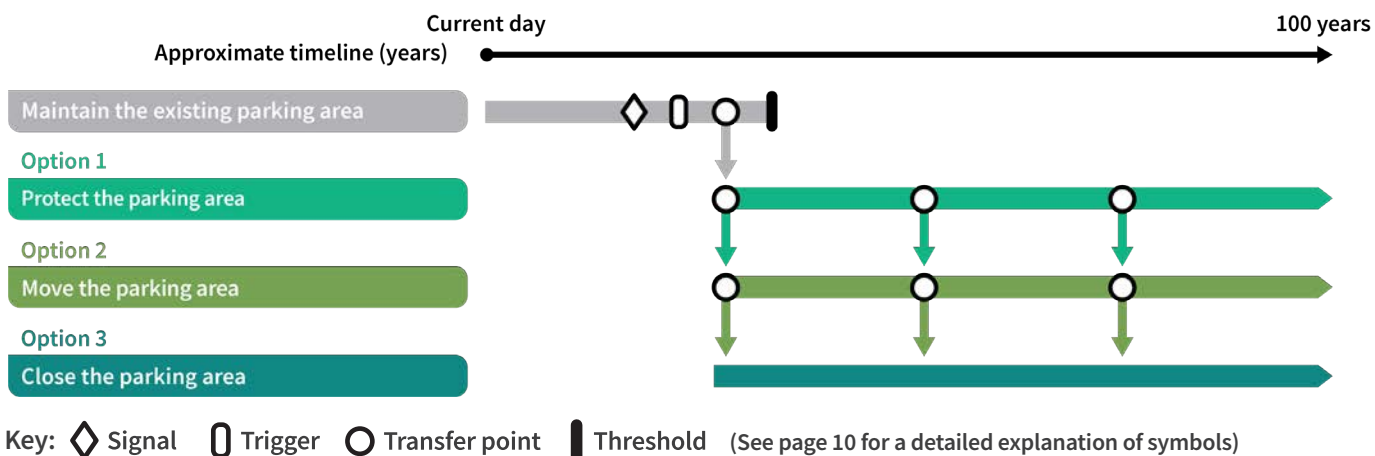 Current day
100 years
Approximate timeline (years)
Maintain the existing parking area
Option 1
Protect the parking area
Option 2
Move the parking area
Option 3
Close the parking area
Key: Signal Trigger Transfer point Threshold (See page 10 for a detailed explanation of symbols)